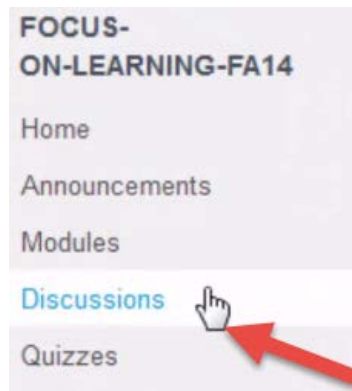 FOCUS-
ON-LEARNING-FA14
Home
Announcements
Modules
Discussions
Quizzes